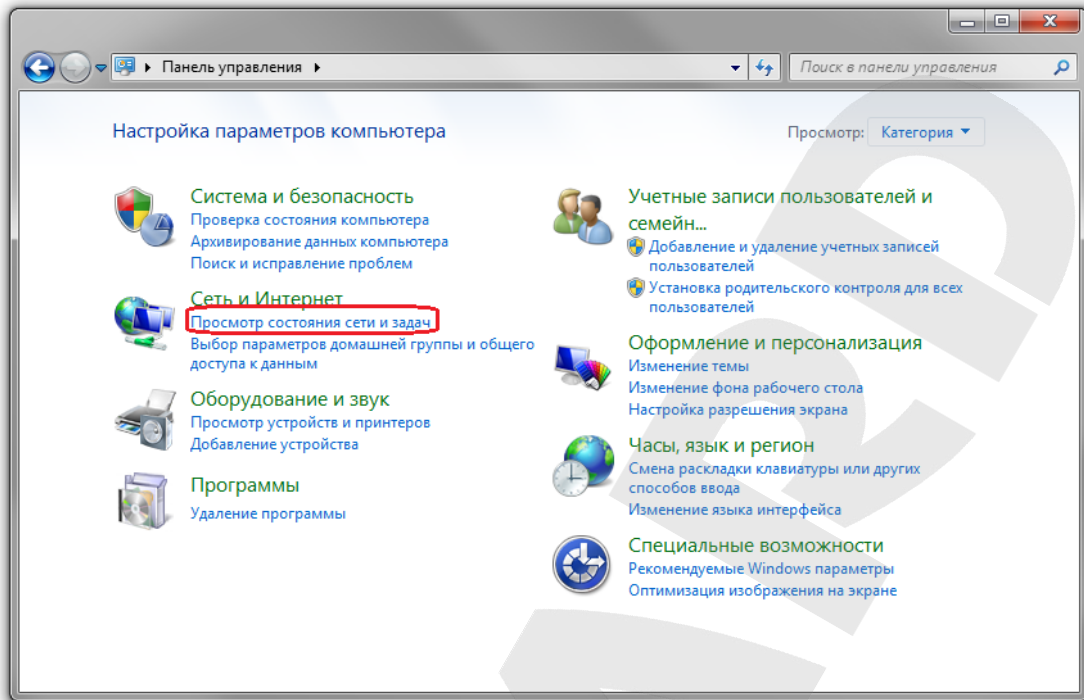 Панель управления
Поиск в панели управления
Настройка параметров компьютера
Просмотр: Категория
Система и безопасность
Проверка состояния компьютера
Архивирование данных компьютера
Поиск и исправление проблем
Сеть и Интернет
Просмотр состояния сети и задач
Выбор параметров домашней группы и общего
доступа к данным
Оборудование и звук
Просмотр устройств и принтеров
Добавление устройства
Программы
Удаление программы
Учетные записи пользователей и
семейн...
Добавление и удаление учетных записей
пользователей
Установка родительского контроля для всех
пользователей
Оформление и персонализация
Изменение темы
Изменение фона рабочего стола
Настройка разрешения экрана
Часы, язык и регион
Смена раскладки клавиатуры или других
способов ввода
Изменение языка интерфейса
Специальные возможности
Рекомендуемые Windows параметры
Оптимизация изображения на экране
ARD